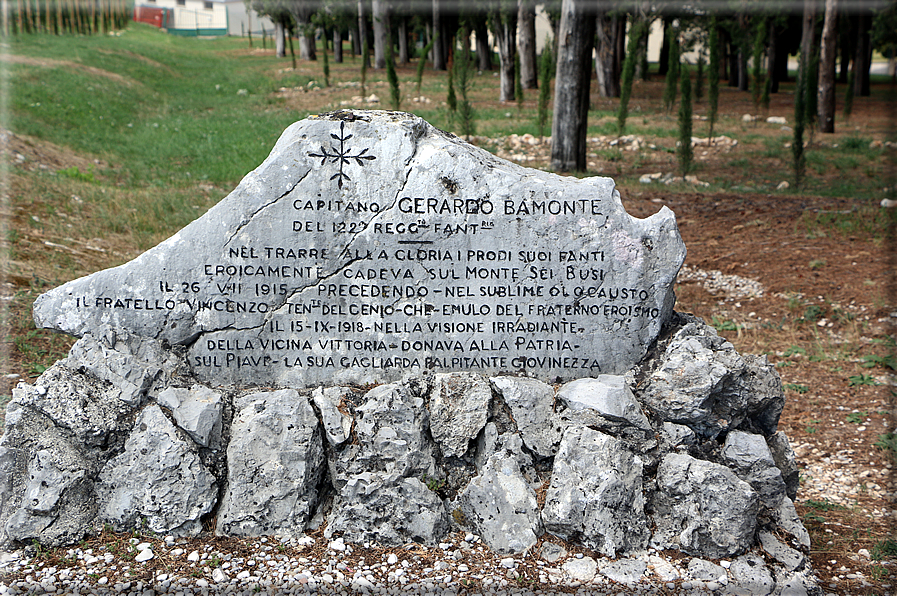 CAPITANO GERARDO BAMONTE
DEL 122° REGG.TO FANT.RIA
NEL TRARRE ALLA GLORIA I PRODI SUOI FANTI
EROICAMENTE CADEVA SUL MONTE SEI BUSI
IL 26 VII 1915 PRECEDENDO - NEL SUBLIME OLOCAUSTO
IL FRATELLO VINCENZO TEN.TE DEL GENIO - CHE - EMULO DEL FRATERNO EROISMO
IL 15-IX-1918 - NELLA VISIONE IRRADIANTE
DELLA VICINA VITTORIA - DONAVA ALLA PATRIA -
SUL PIAVE - LA SUA GAGLIARDA PALPITANTE GIOVINEZZA